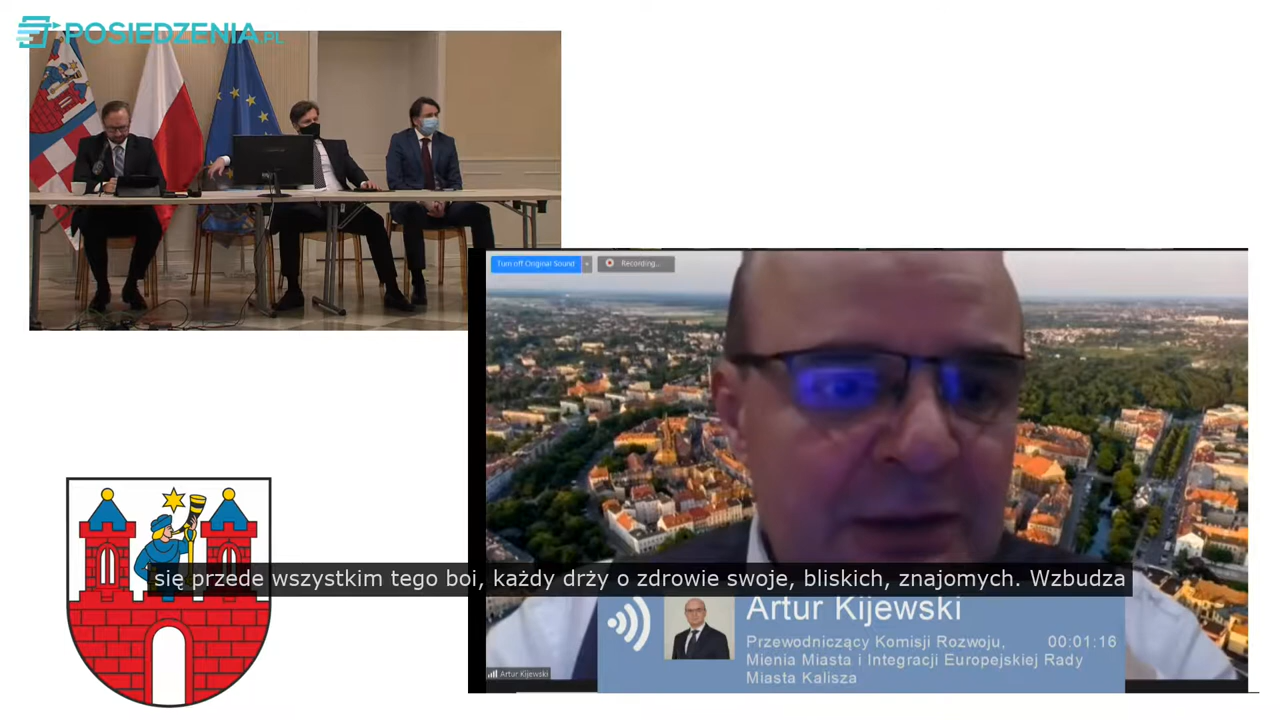 POSIEDZENIA.PL
Turn off Original Sound
Recording...
się przede wszystkim tego boi, każdy drży o zdrowie swoje, bliskich, znajomych. Wzbudza
Artur Kijewski
Przewodniczący Komisji Rozwoju, 00:01:16
Mienia Miasta i Integracji Europejskiej Rady
Miasta Kalisza
Artur Kijewski